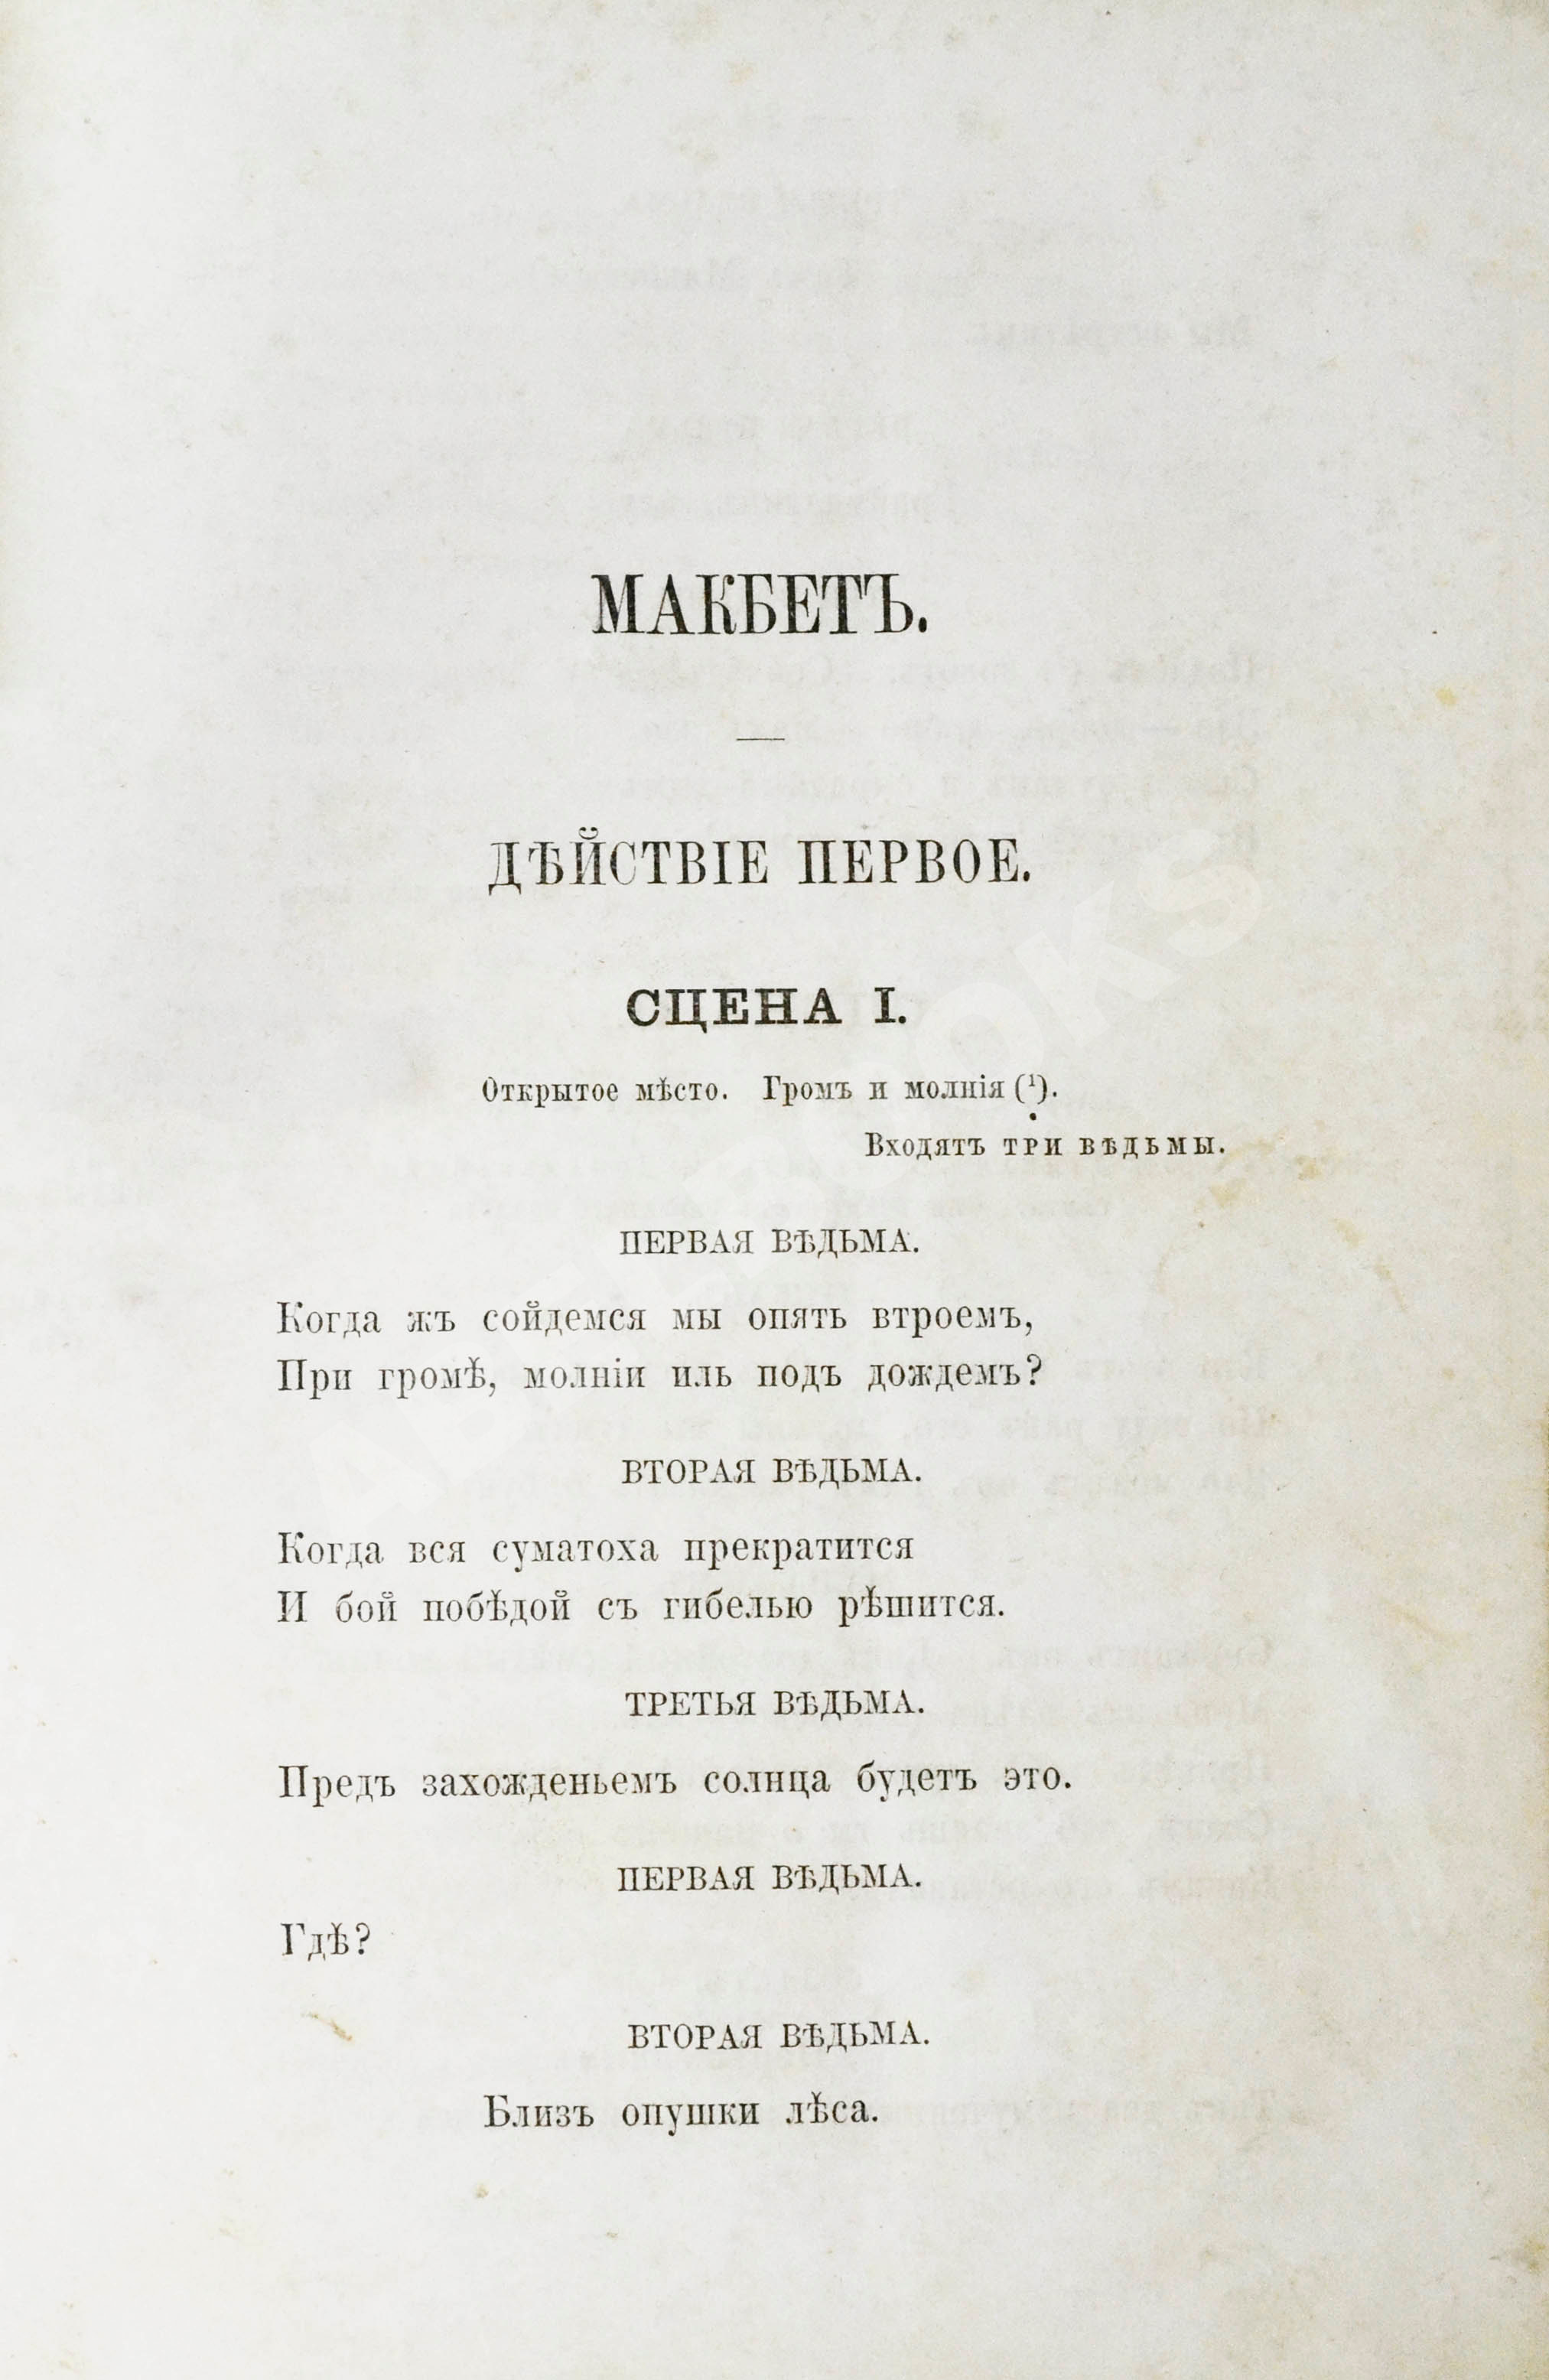 МАКБЕТЪ.
ДѢЙСТВІЕ ПЕРВОЕ.
СЦЕНА I.
Открытое мѣсто. Громъ и молнія (¹).
Входятъ три вѣдьмы.
ПЕРВАЯ ВѢДЬМА.
Когда жъ сойдемся мы опять втроемъ,
При громѣ, молніи иль подъ дождемъ?
ВТОРАЯ ВѢДЬМА.
Когда вся суматоха прекратится
И бой побѣдой съ гибелью рѣшится.
ТРЕТЬЯ ВѢДЬМА.
Предъ захожденьемъ солнца будетъ это.
ПЕРВАЯ ВѢДЬМА.
Гдѣ?
ВТОРАЯ ВѢДЬМА.
Близъ опушки лѣса.